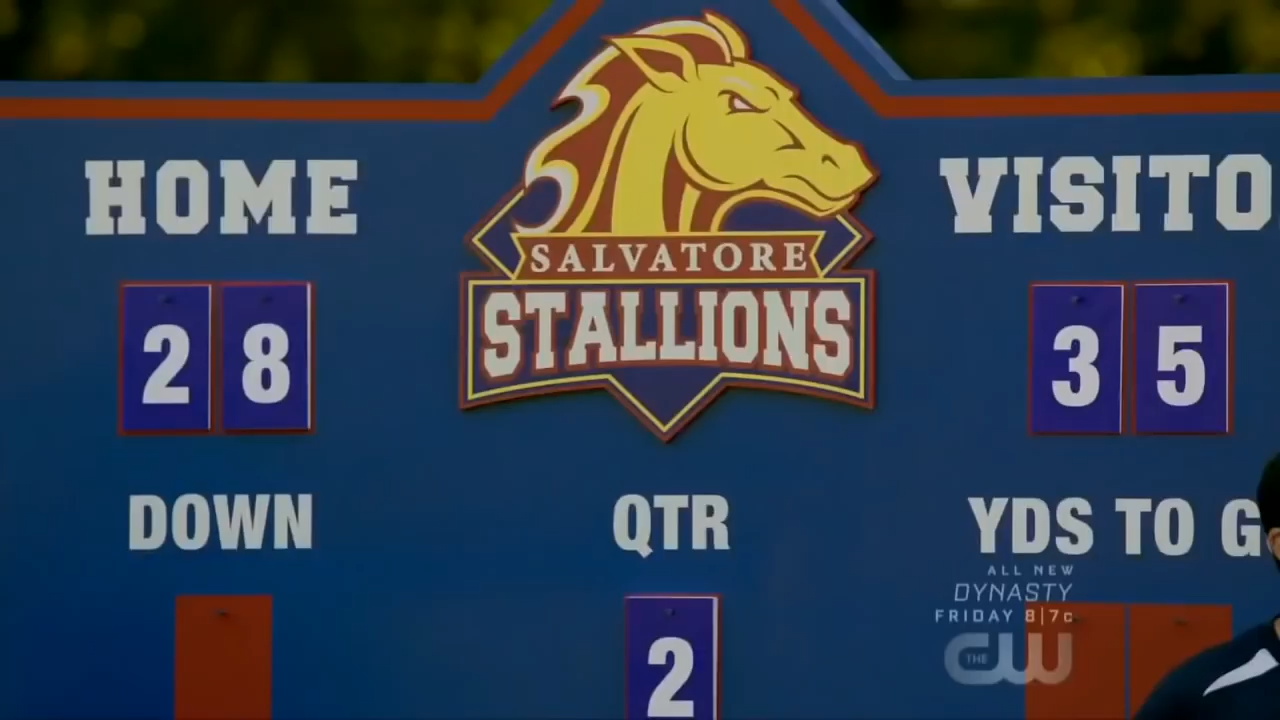 HOME
SALVATORE
STALLIONS
VISITO
28
35
DOWN
QTR
YDS TO G
2
ALL NEW
DYNASTY
FRIDAY 8|7c
THE CW